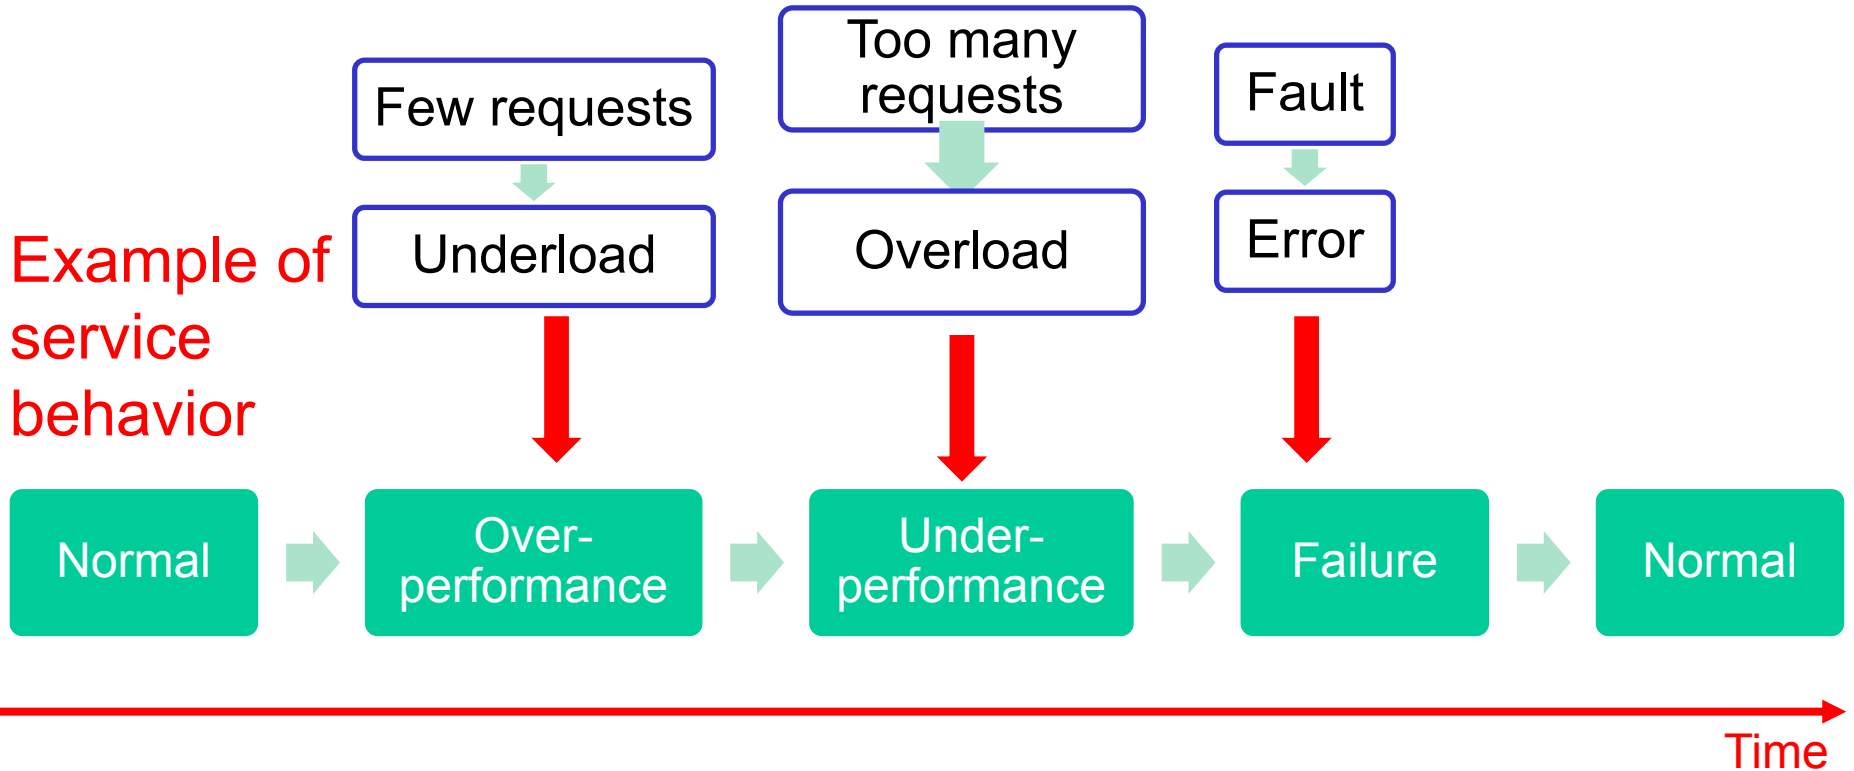 Few requests
Too many
requests
Fault
Underload
Overload
Error
Example of
service
behavior
Normal
Over-
performance
Under-
performance
Failure
Normal
Time